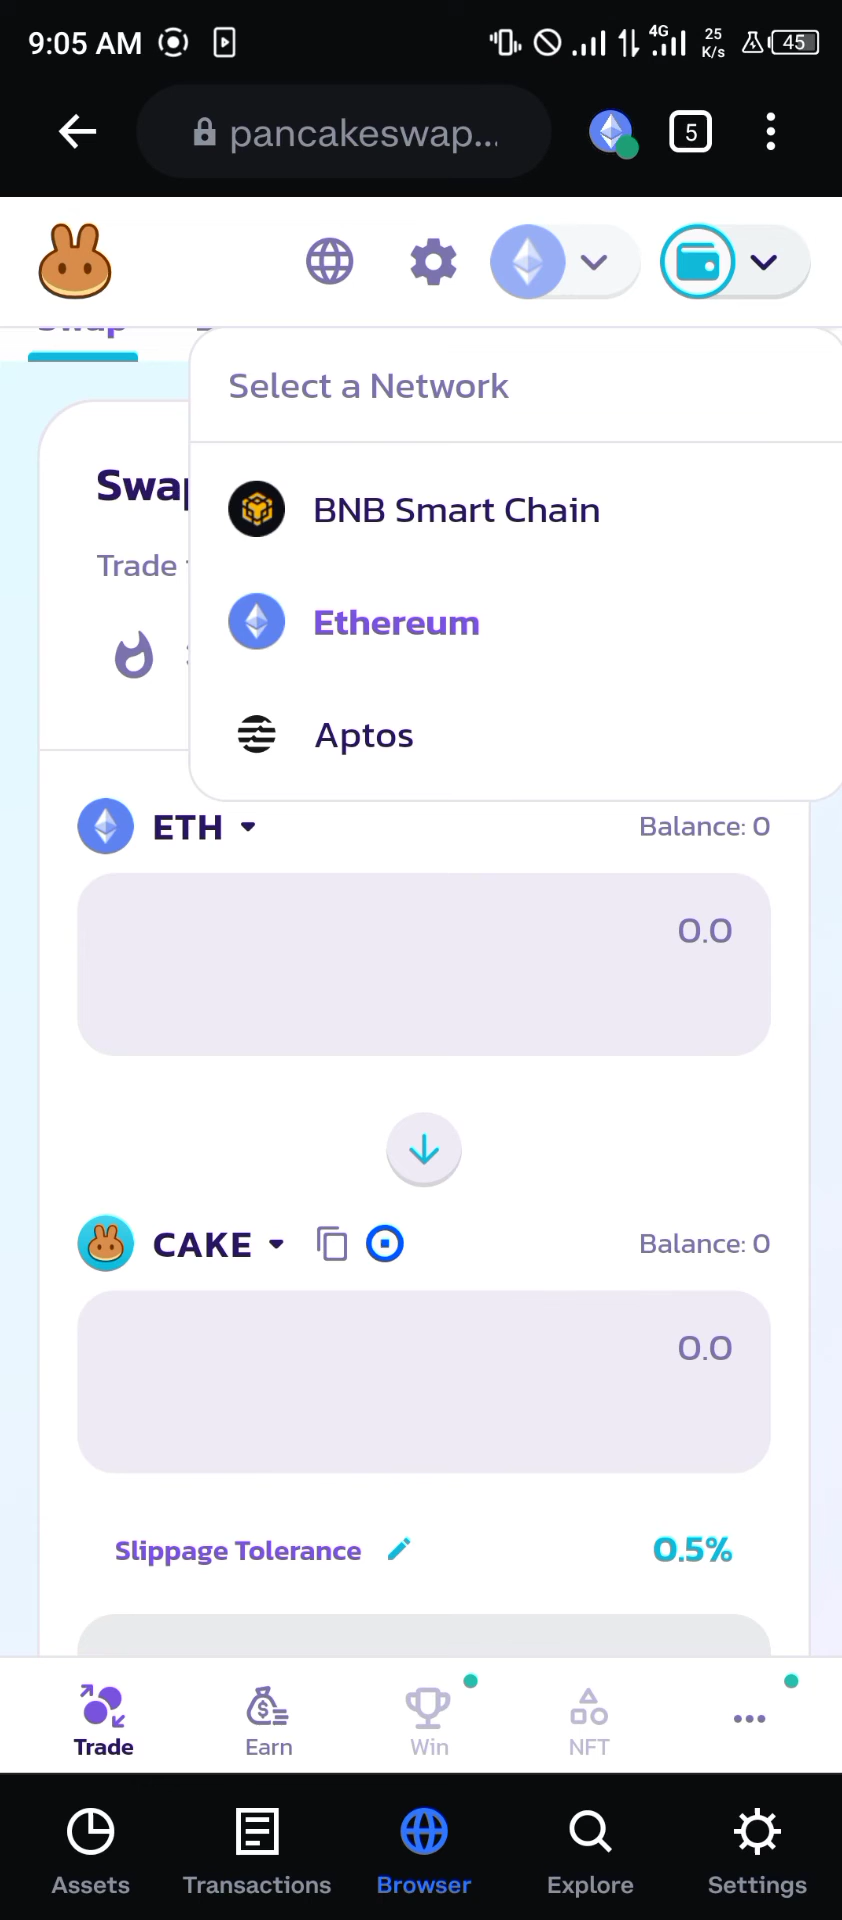 9:05 AM
4G
25
K/s
45
pancakeswap...
5
Swap
Select a Network
Swap
BNB Smart Chain
Trade
Ethereum
Aptos
ETH
Balance: 0
0.0
CAKE
Balance: 0
0.0
Slippage Tolerance
0.5%
Trade
Earn
Win
NFT
Assets
Transactions
Browser
Explore
Settings